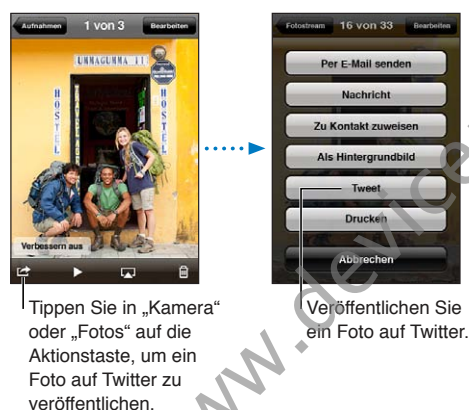 Aufnahmen 1 von 3 Bearbeiten
UMMAGUMMA II
HOSTEL
HOSTEL
Verbessern aus
Tippen Sie in „Kamera“
oder „Fotos“ auf die
Aktionstaste, um ein
Foto auf Twitter zu
veröffentlichen.
Fotostream 16 von 33 Bearbeiten
Per E-Mail senden
Nachricht
Zu Kontakt zuweisen
Als Hintergrundbild
Tweet
Drucken
Abbrechen
Veröffentlichen Sie
ein Foto auf Twitter.